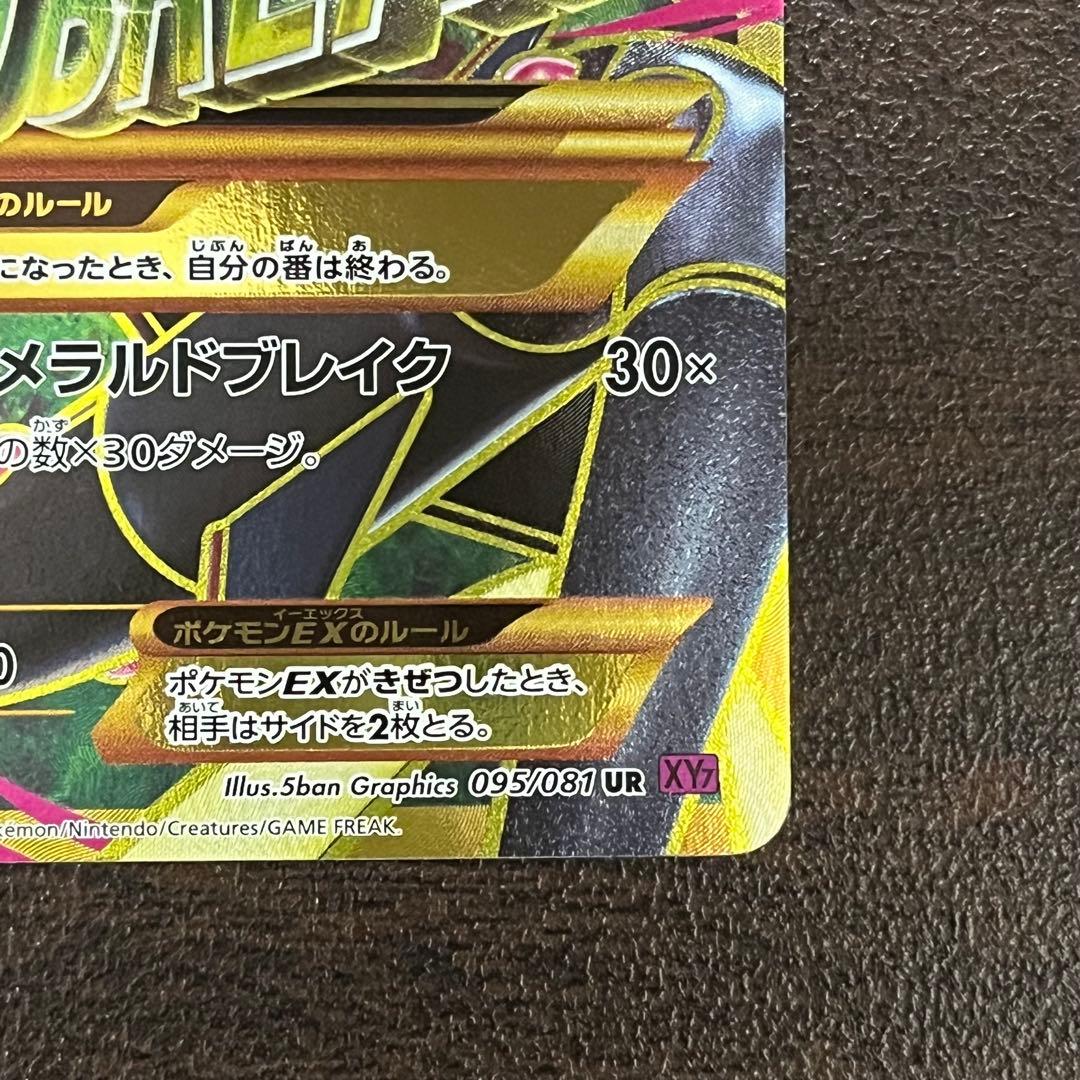 のルール
じぶん ばん お
になったとき、自分の番は終わる。
メラルドブレイク 30×
かず
の数×30ダメージ。
イーエックス
ポケモンEXのルール
0
ポケモンEXがきぜつしたとき、
あいて まい
相手はサイドを2枚とる。
Illus.5ban Graphics 095/081 UR XY7
kemon/Nintendo/Creatures/GAME FREAK.